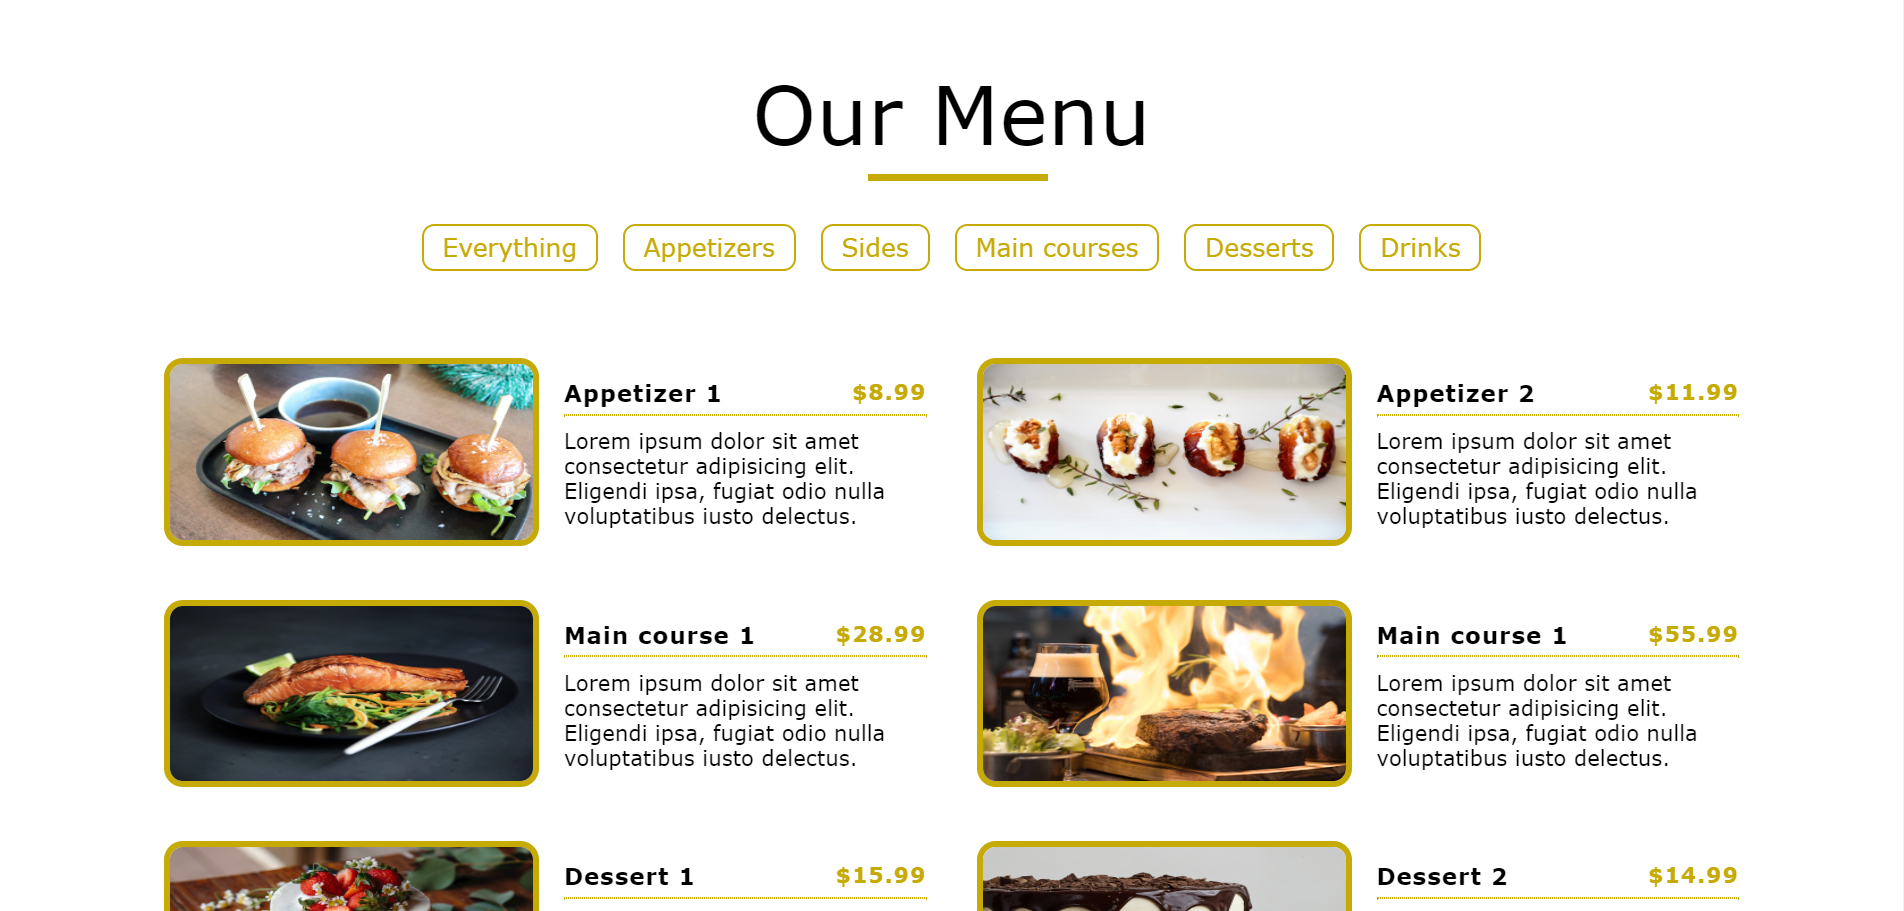 Our Menu
Everything
Appetizers
Sides
Main courses
Desserts
Drinks
Appetizer 1
$8.99
Lorem ipsum dolor sit amet
consectetur adipisicing elit.
Eligendi ipsa, fugiat odio nulla
voluptatibus iusto delectus.
Appetizer 2
$11.99
Lorem ipsum dolor sit amet
consectetur adipisicing elit.
Eligendi ipsa, fugiat odio nulla
voluptatibus iusto delectus.
Main course 1
$28.99
Lorem ipsum dolor sit amet
consectetur adipisicing elit.
Eligendi ipsa, fugiat odio nulla
voluptatibus iusto delectus.
Main course 1
$55.99
Lorem ipsum dolor sit amet
consectetur adipisicing elit.
Eligendi ipsa, fugiat odio nulla
voluptatibus iusto delectus.
Dessert 1
$15.99
Dessert 2
$14.99